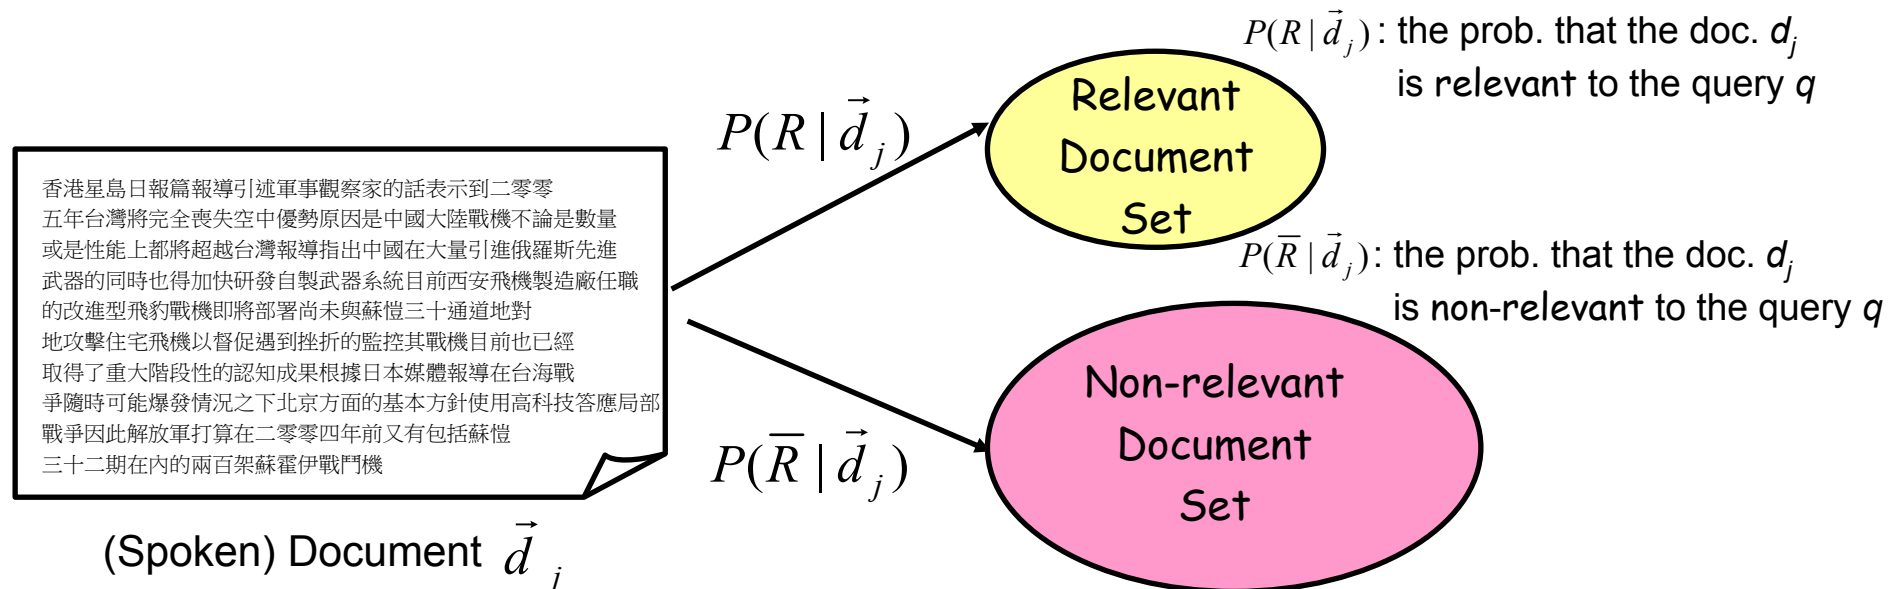 P(R | d⃗_j) : the prob. that the doc. d_j
is relevant to the query q
Relevant
Document
Set
P(R | d⃗_j)
香港星島日報篇報導引述軍事觀察家的話表示到二零零
五年台灣將完全喪失空中優勢原因是中國大陸戰機不論是數量
或是性能上都將超越台灣報導指出中國在大量引進俄羅斯先進
武器的同時也得加快研發自製武器系統目前西安飛機製造廠任職
的改進型飛豹戰機即將部署尚未與蘇愷三十通道地對
地攻擊住宅飛機以督促遇到挫折的監控其戰機目前也已經
取得了重大階段性的認知成果根據日本媒體報導在台海戰
爭隨時可能爆發情況之下北京方面的基本方針使用高科技答應局部
戰爭因此解放軍打算在二零零四年前又有包括蘇愷
三十二期在內的兩百架蘇霍伊戰鬥機
(Spoken) Document d⃗_j
P(R̅ | d⃗_j) : the prob. that the doc. d_j
is non-relevant to the query q
Non-relevant
Document
Set
P(R̅ | d⃗_j)